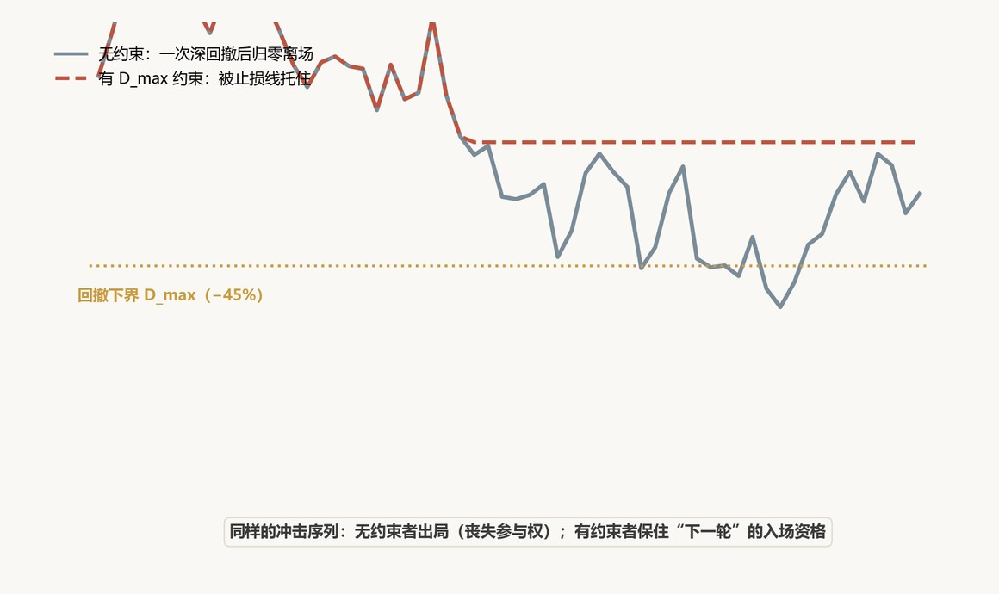 无约束：一次深回撤后归零离场
有 D_max 约束：被止损线托住
回撤下界 D_max（−45%）
同样的冲击序列：无约束者出局（丧失参与权）；有约束者保住“下一轮”的入场资格